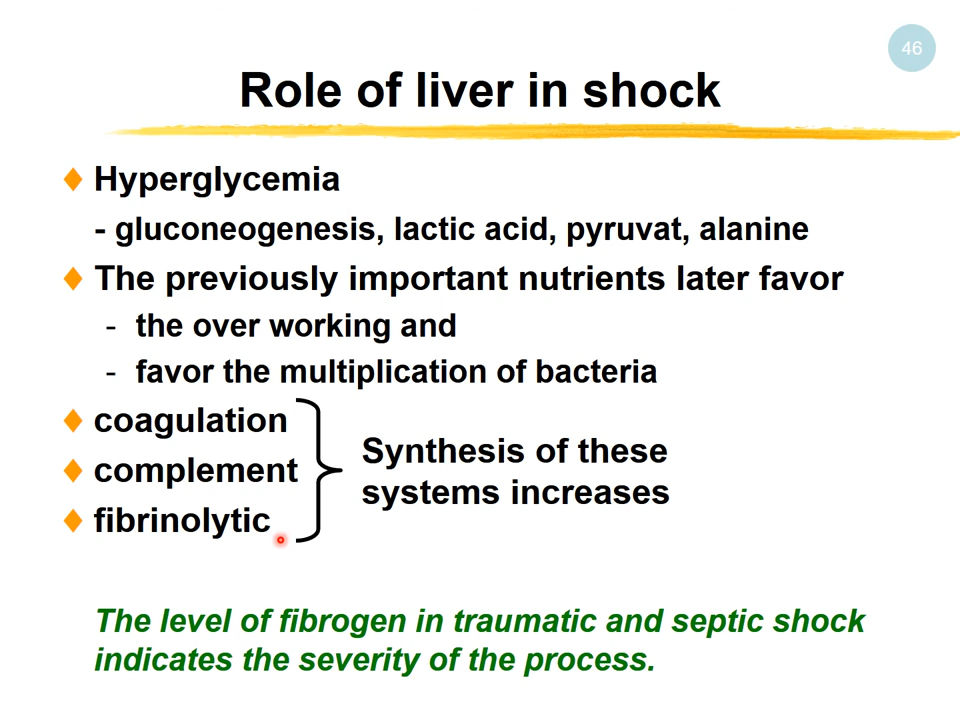 46
Role of liver in shock
Hyperglycemia
- gluconeogenesis, lactic acid, pyruvat, alanine
The previously important nutrients later favor
- the over working and
- favor the multiplication of bacteria
coagulation
complement
fibrinolytic
Synthesis of these
systems increases
The level of fibrogen in traumatic and septic shock
indicates the severity of the process.